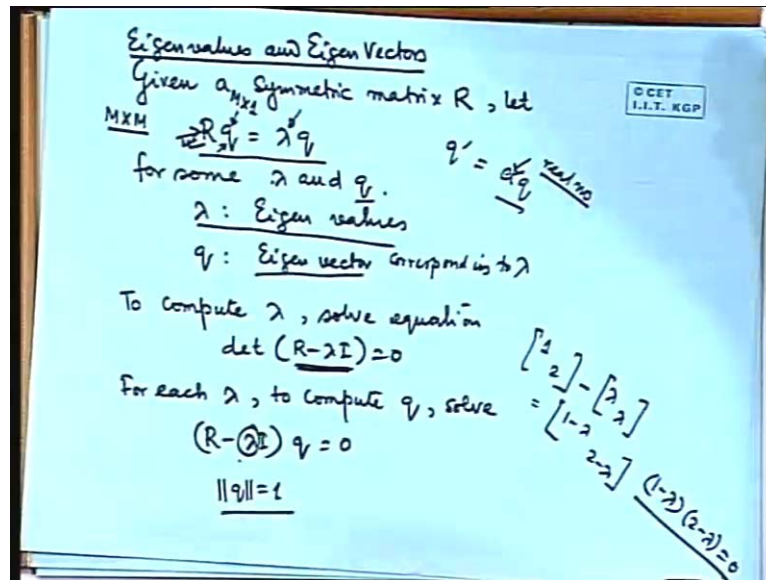 Eigenvalues and Eigen Vectors
Given a Symmetric matrix R, let
M×1
M×M
Rq = λq
q' = αq real no
for some λ and q.
λ : Eigen values
q : Eigen vector corresponding to λ
To compute λ, solve equation
det (R-λI)=0
For each λ, to compute q, solve
(R-λI) q = 0
||q||=1
[1 2] - [λ λ]
= [1-λ 2-λ]
(1-λ)(2-λ)=0
© CET
I.I.T. KGP